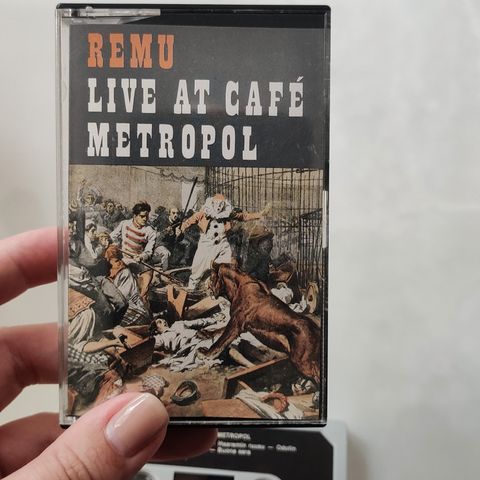 REMU
LIVE AT CAFÉ
METROPOL
METROPOL
Buona sera